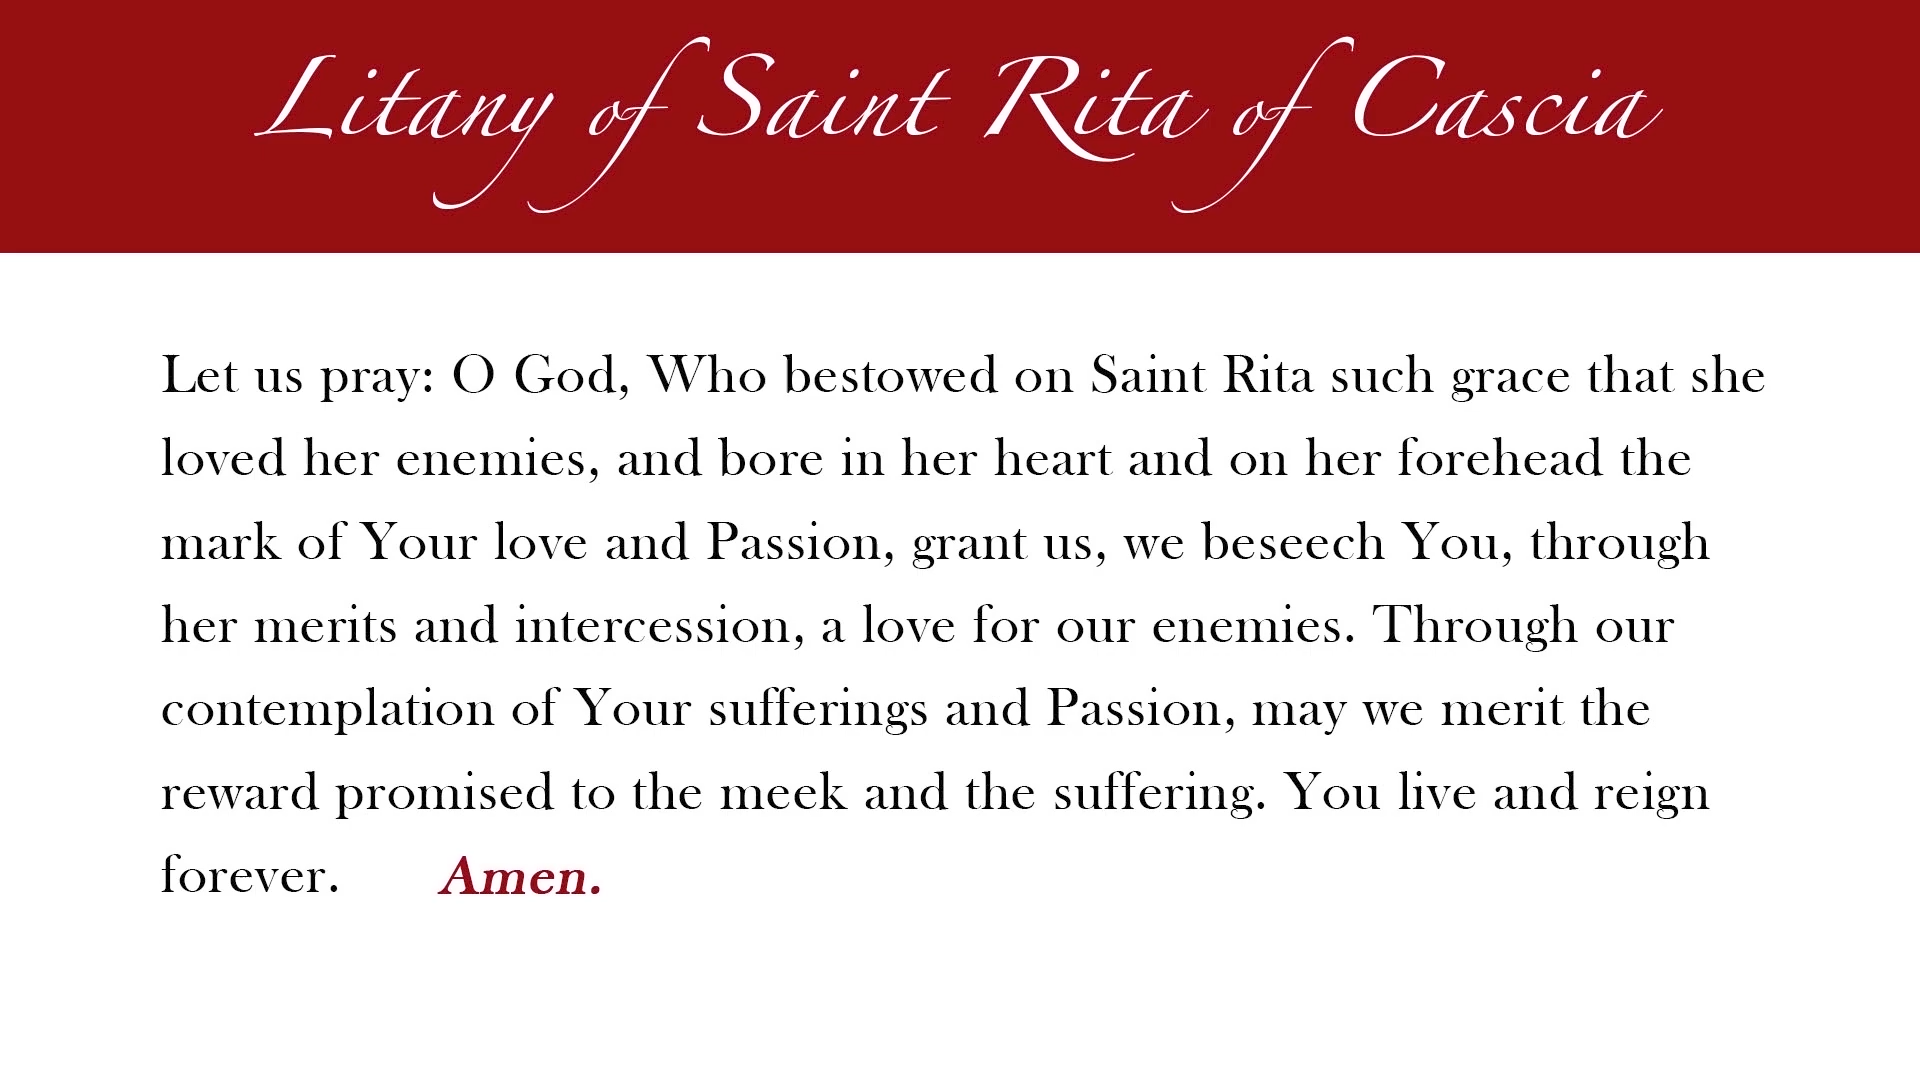 Litany of Saint Rita of Cascia
Let us pray: O God, Who bestowed on Saint Rita such grace that she
loved her enemies, and bore in her heart and on her forehead the
mark of Your love and Passion, grant us, we beseech You, through
her merits and intercession, a love for our enemies. Through our
contemplation of Your sufferings and Passion, may we merit the
reward promised to the meek and the suffering. You live and reign
forever. Amen.